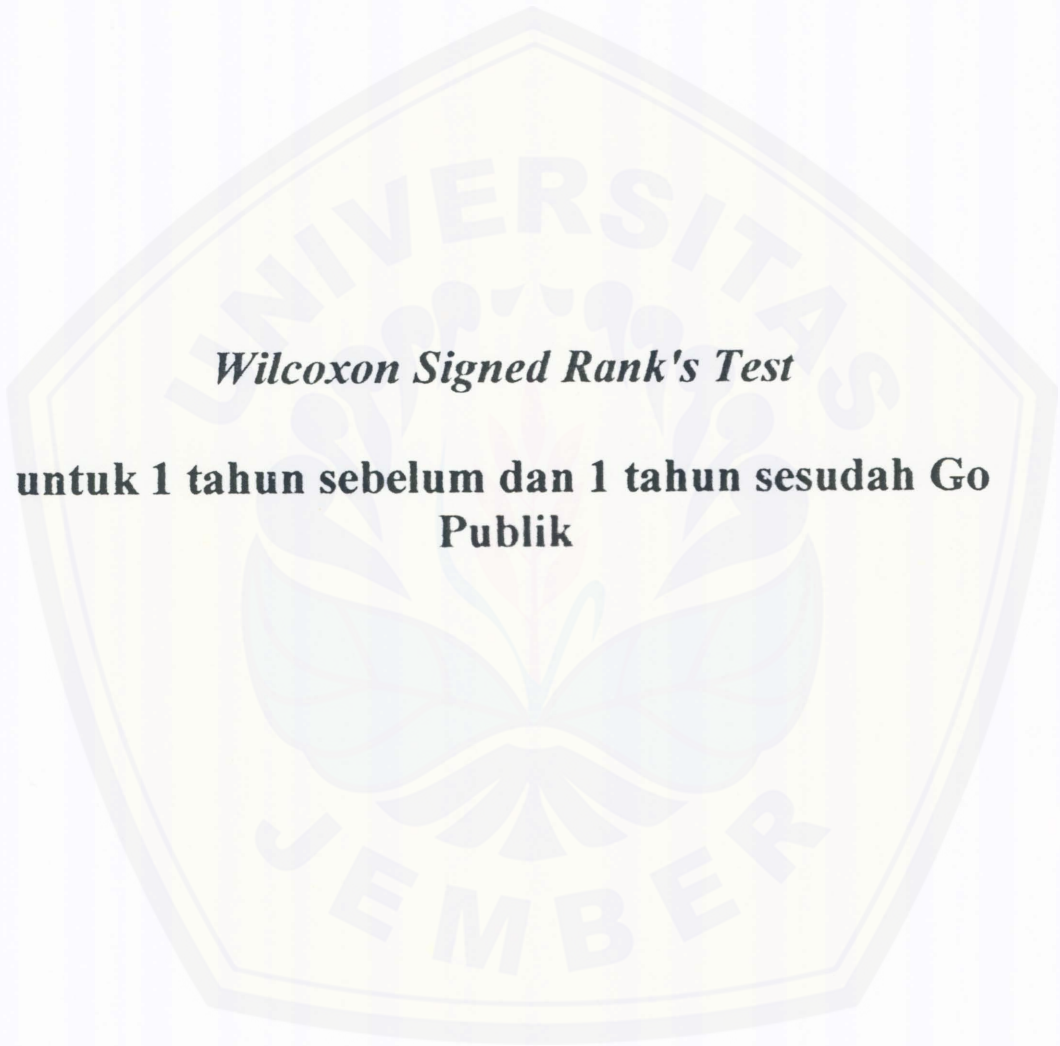 UNIVERSITAS
Wilcoxon Signed Rank's Test
untuk 1 tahun sebelum dan 1 tahun sesudah Go
Publik
JEMBER